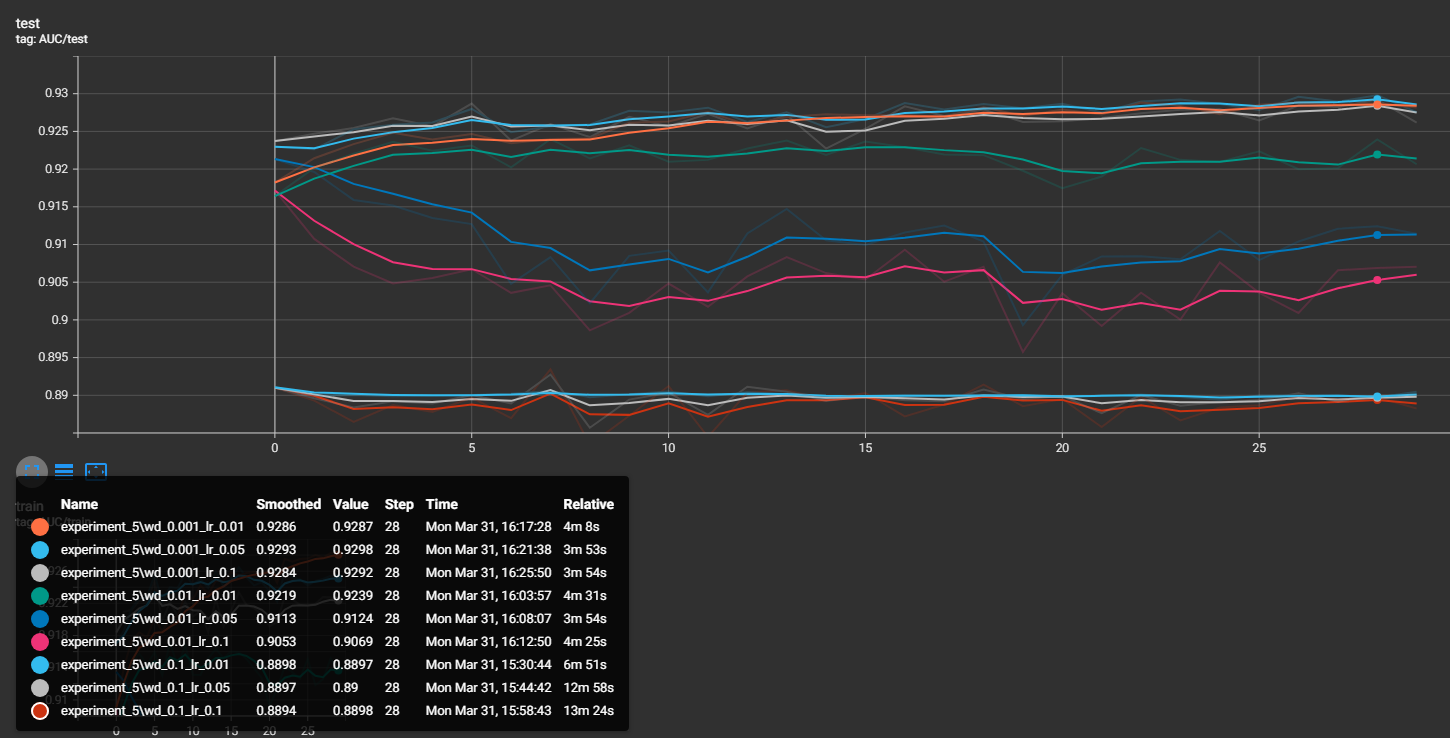 test
tag: AUC/test
0.93
0.925
0.92
0.915
0.91
0.905
0.9
0.895
0.89
0 5 10 15 20 25
Name Smoothed Value Step Time Relative
experiment_5\wd_0.001_lr_0.01 0.9286 0.9287 28 Mon Mar 31, 16:17:28 4m 8s
experiment_5\wd_0.001_lr_0.05 0.9293 0.9298 28 Mon Mar 31, 16:21:38 3m 53s
experiment_5\wd_0.001_lr_0.1 0.9284 0.9292 28 Mon Mar 31, 16:25:50 3m 54s
experiment_5\wd_0.01_lr_0.01 0.9219 0.9239 28 Mon Mar 31, 16:03:57 4m 31s
experiment_5\wd_0.01_lr_0.05 0.9113 0.9124 28 Mon Mar 31, 16:08:07 3m 54s
experiment_5\wd_0.01_lr_0.1 0.9053 0.9069 28 Mon Mar 31, 16:12:50 4m 25s
experiment_5\wd_0.1_lr_0.01 0.8898 0.8897 28 Mon Mar 31, 15:30:44 6m 51s
experiment_5\wd_0.1_lr_0.05 0.8897 0.89 28 Mon Mar 31, 15:44:42 12m 58s
experiment_5\wd_0.1_lr_0.1 0.8894 0.8898 28 Mon Mar 31, 15:58:43 13m 24s
train
0 5 10 15 20 25